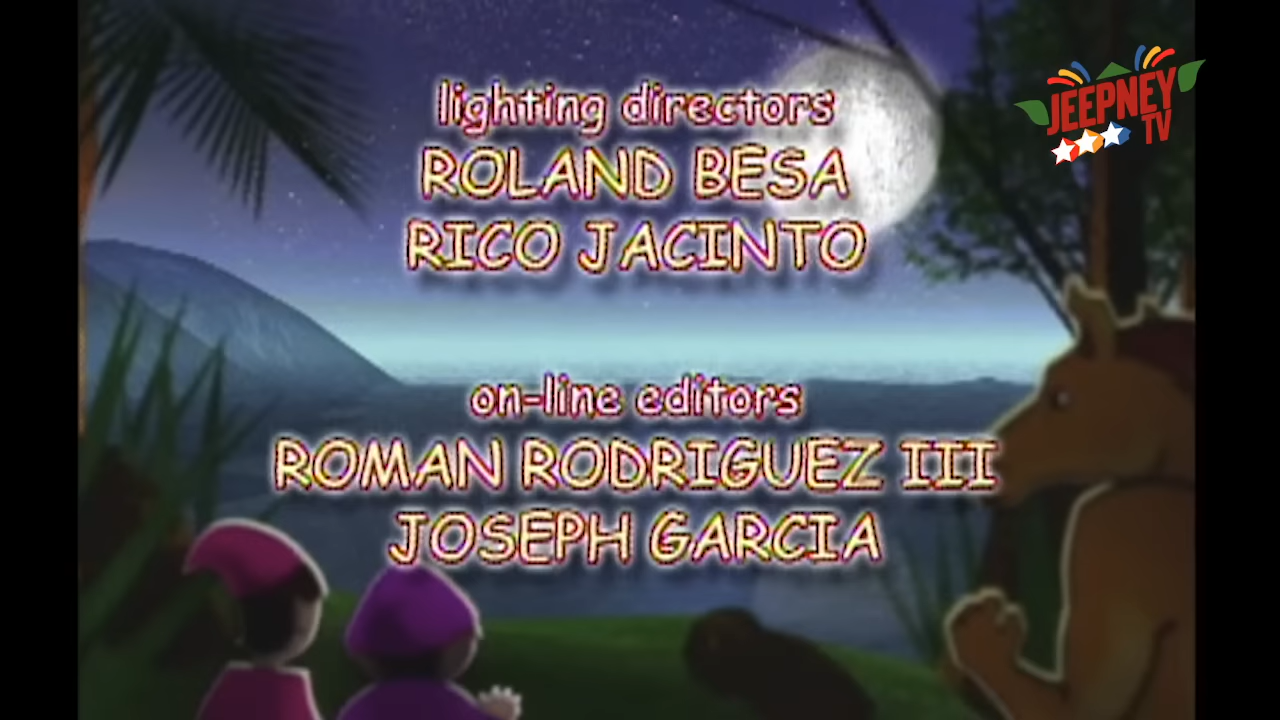 lighting directors
ROLAND BESA
RICO JACINTO
on-line editors
ROMAN RODRIGUEZ III
JOSEPH GARCIA
JEEPNEY
TV